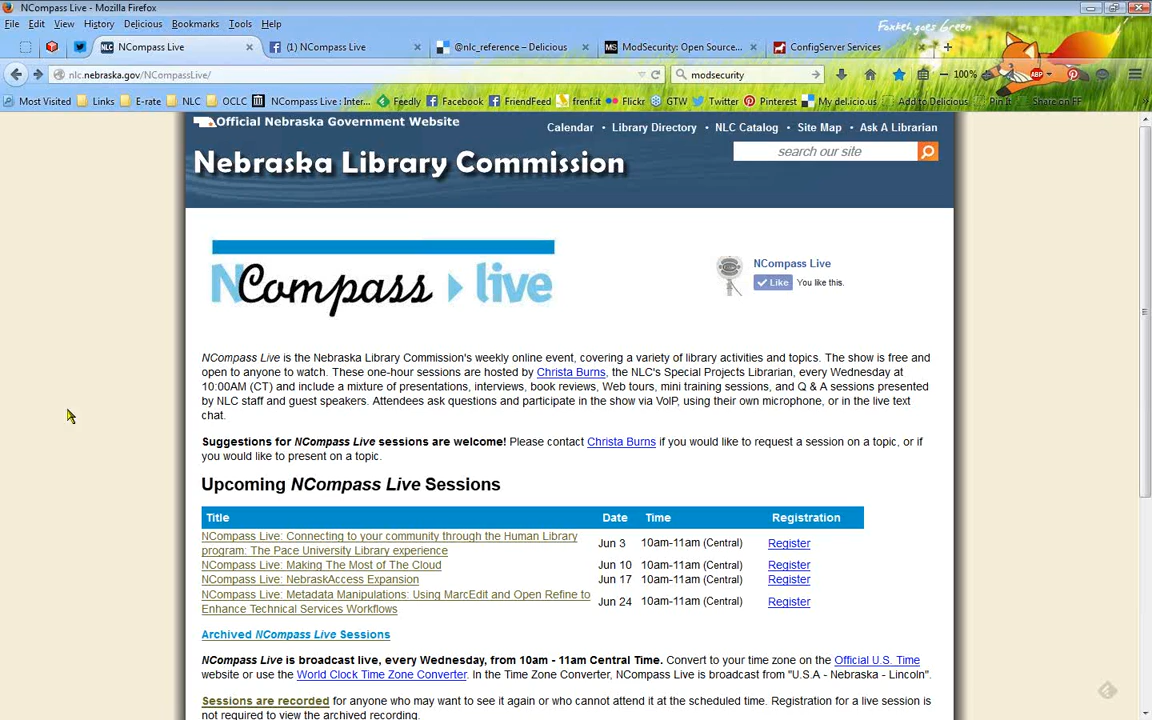 NCompass Live - Mozilla Firefox
File Edit View History Delicious Bookmarks Tools Help
Foxkeh goes Green
NLC NCompass Live × (1) NCompass Live × @nlc_reference – Delicious × MS ModSecurity: Open Source... × ConfigServer Services × +
nlc.nebraska.gov/NCompassLive/ modsecurity 100% ABP
Most Visited Links E-rate NLC OCLC NCompass Live : Inter... Feedly Facebook FriendFeed frenf.it Flickr GTW Twitter Pinterest My del.icio.us Add to Delicious Pin It Share on FF
Official Nebraska Government Website
Calendar • Library Directory • NLC Catalog • Site Map • Ask A Librarian
Nebraska Library Commission
search our site
NCompass live
NCompass Live
Like You like this.
NCompass Live is the Nebraska Library Commission's weekly online event, covering a variety of library activities and topics. The show is free and
open to anyone to watch. These one-hour sessions are hosted by Christa Burns, the NLC's Special Projects Librarian, every Wednesday at
10:00AM (CT) and include a mixture of presentations, interviews, book reviews, Web tours, mini training sessions, and Q & A sessions presented
by NLC staff and guest speakers. Attendees ask questions and participate in the show via VoIP, using their own microphone, or in the live text
chat.
Suggestions for NCompass Live sessions are welcome! Please contact Christa Burns if you would like to request a session on a topic, or if
you would like to present on a topic.
Upcoming NCompass Live Sessions
Title Date Time Registration
NCompass Live: Connecting to your community through the Human Library
program: The Pace University Library experience Jun 3 10am-11am (Central) Register
NCompass Live: Making The Most of The Cloud Jun 10 10am-11am (Central) Register
NCompass Live: NebraskAccess Expansion Jun 17 10am-11am (Central) Register
NCompass Live: Metadata Manipulations: Using MarcEdit and Open Refine to
Enhance Technical Services Workflows Jun 24 10am-11am (Central) Register
Archived NCompass Live Sessions
NCompass Live is broadcast live, every Wednesday, from 10am - 11am Central Time. Convert to your time zone on the Official U.S. Time
website or use the World Clock Time Zone Converter. In the Time Zone Converter, NCompass Live is broadcast from "U.S.A - Nebraska - Lincoln".
Sessions are recorded for anyone who may want to see it again or who cannot attend it at the scheduled time. Registration for a live session is
not required to view the archived recording.